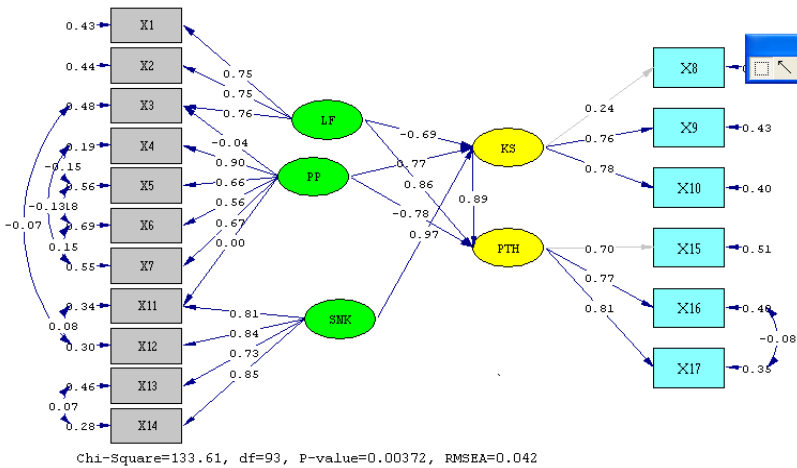 0.43 X1
0.44 X2
0.48 X3
0.19 X4
0.56 X5
0.69 X6
0.55 X7
0.34 X11
0.30 X12
0.46 X13
0.28 X14
-0.15
-0.13
0.15
-0.07
0.08
0.07
0.75
0.75
0.76
-0.04
0.90
0.66
0.56
0.67
0.00
0.81
0.84
0.73
0.85
LF
PP
SNK
-0.69
0.77
0.86
-0.78
0.97
0.89
KS
PTH
0.24
0.76
0.78
0.70
0.77
0.81
X8
X9 0.43
X10 0.40
X15 0.51
X16
X17 0.35
-0.08
Chi-Square=133.61, df=93, P-value=0.00372, RMSEA=0.042